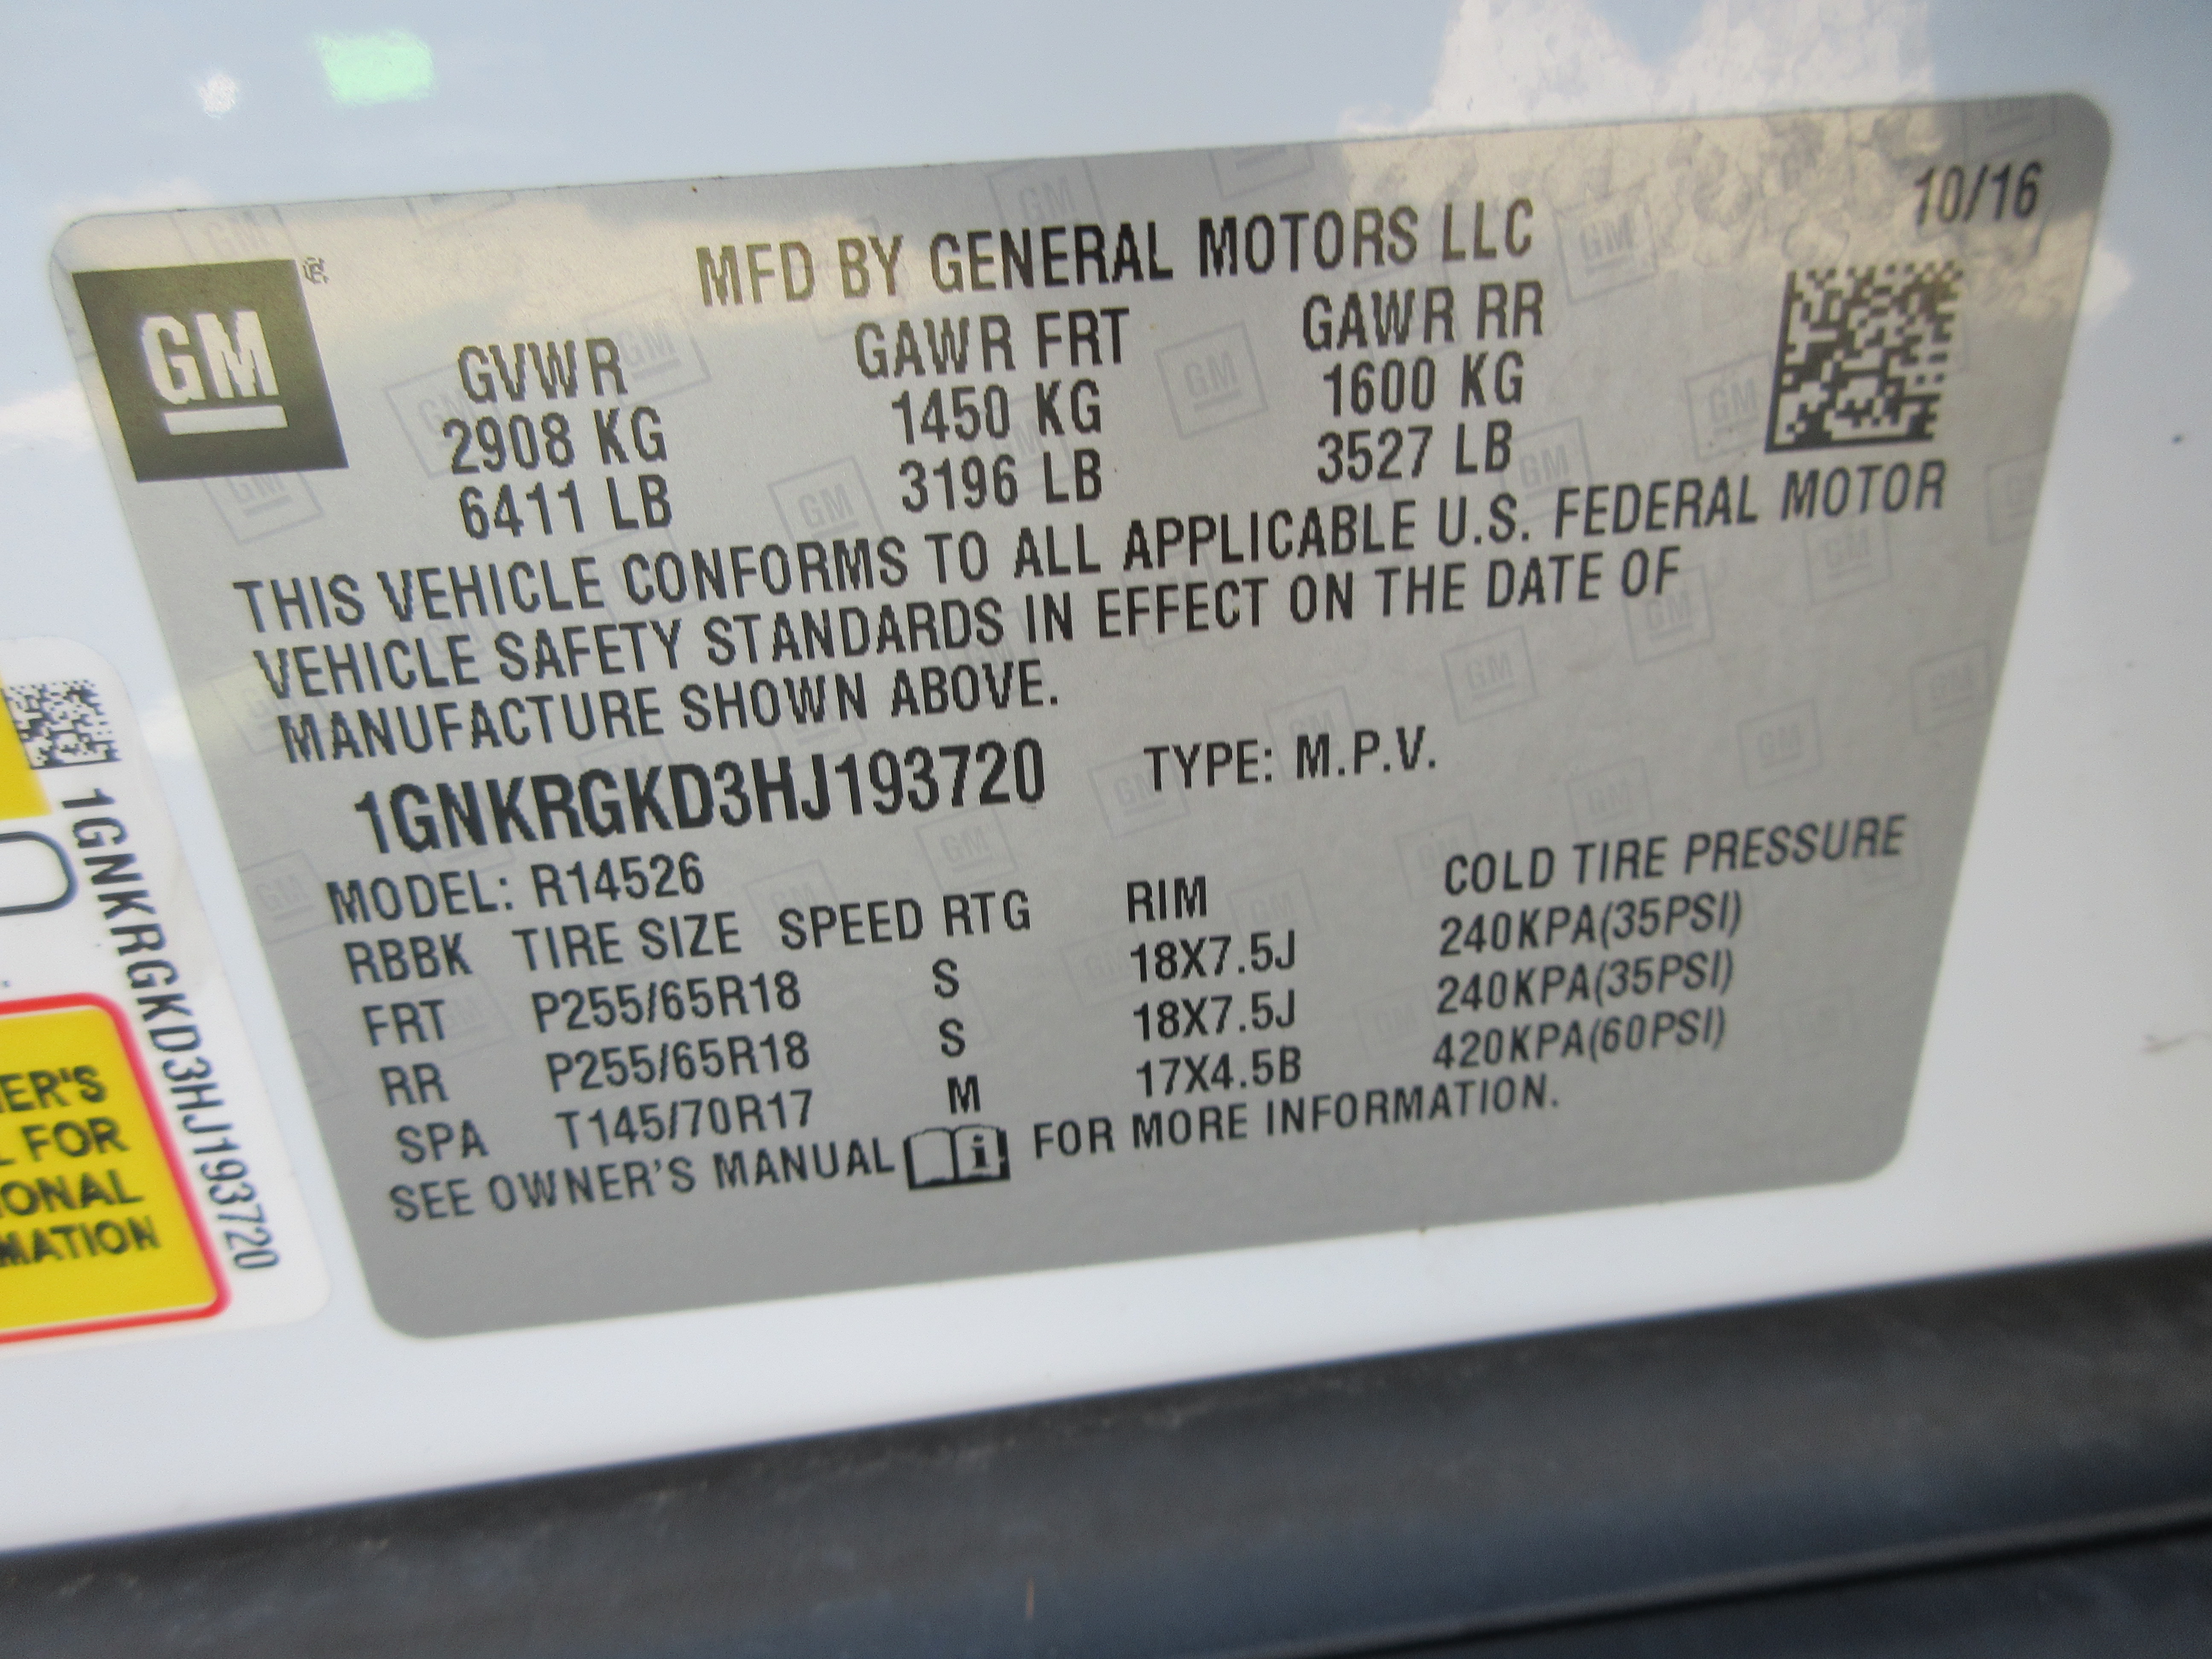 10/16
GM ®
MFD BY GENERAL MOTORS LLC
GVWR GAWR FRT GAWR RR
2908 KG 1450 KG 1600 KG
6411 LB 3196 LB 3527 LB
THIS VEHICLE CONFORMS TO ALL APPLICABLE U.S. FEDERAL MOTOR
VEHICLE SAFETY STANDARDS IN EFFECT ON THE DATE OF
MANUFACTURE SHOWN ABOVE.
1GNKRGKD3HJ193720 TYPE: M.P.V.
MODEL: R14526
RBBK TIRE SIZE SPEED RTG RIM COLD TIRE PRESSURE
FRT P255/65R18 S 18X7.5J 240KPA(35PSI)
RR P255/65R18 S 18X7.5J 240KPA(35PSI)
SPA T145/70R17 M 17X4.5B 420KPA(60PSI)
SEE OWNER'S MANUAL i FOR MORE INFORMATION.
1GNKRGKD3HJ193720
ER'S
L FOR
IONAL
MATION